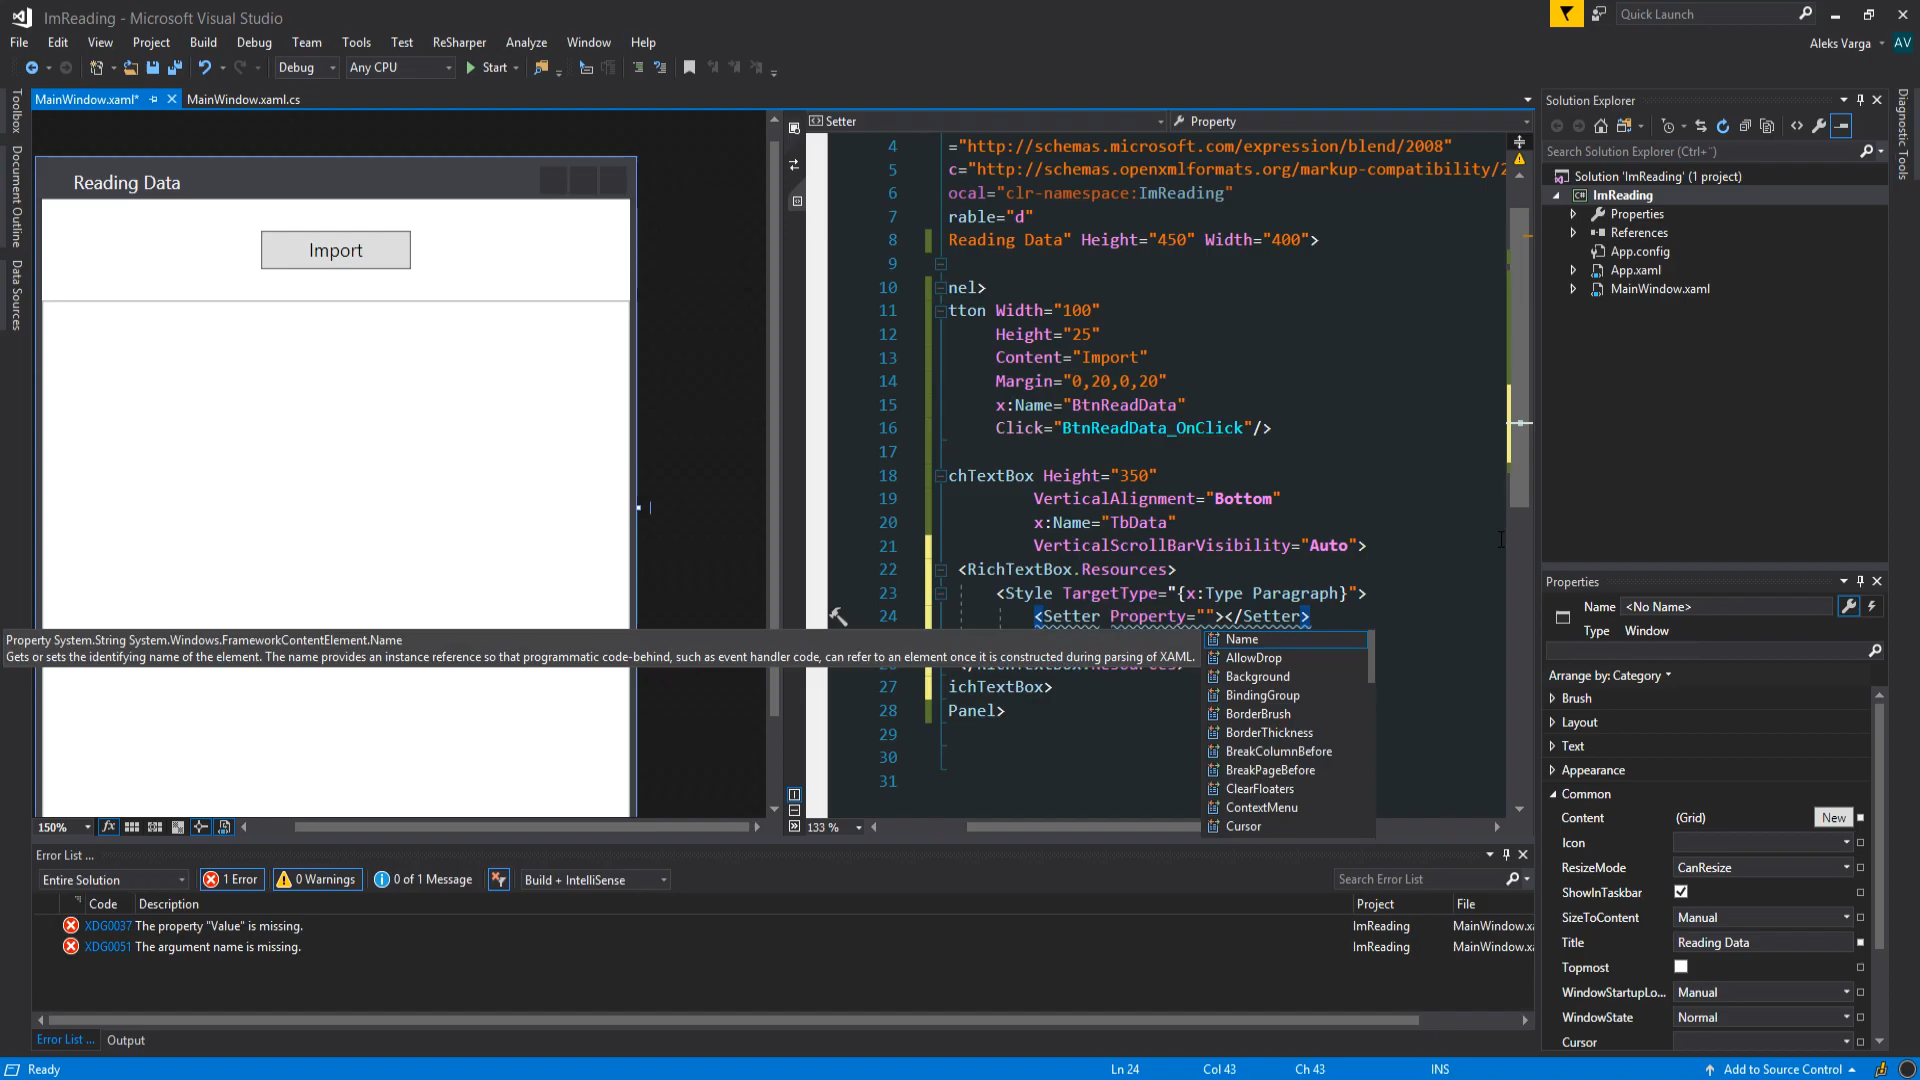 ImReading - Microsoft Visual Studio
Quick Launch
File Edit View Project Build Debug Team Tools Test ReSharper Analyze Window Help
Aleks Varga AV
Debug Any CPU Start
MainWindow.xaml* MainWindow.xaml.cs
Toolbox
Document Outline
Data Sources
Reading Data
Import
150%
Setter Property
4 ="http://schemas.microsoft.com/expression/blend/2008"
5 c="http://schemas.openxmlformats.org/markup-compatibility/2
6 ocal="clr-namespace:ImReading"
7 rable="d"
8 Reading Data" Height="450" Width="400">
9
10 nel>
11 tton Width="100"
12 Height="25"
13 Content="Import"
14 Margin="0,20,0,20"
15 x:Name="BtnReadData"
16 Click="BtnReadData_OnClick"/>
17
18 chTextBox Height="350"
19 VerticalAlignment="Bottom"
20 x:Name="TbData"
21 VerticalScrollBarVisibility="Auto">
22 <RichTextBox.Resources>
23 <Style TargetType="{x:Type Paragraph}">
24 <Setter Property=""></Setter>
Property System.String System.Windows.FrameworkContentElement.Name
Gets or sets the identifying name of the element. The name provides an instance reference so that programmatic code-behind, such as event handler code, can refer to an element once it is constructed during parsing of XAML.
27 ichTextBox>
28 Panel>
29
30
31
Name
AllowDrop
Background
BindingGroup
BorderBrush
BorderThickness
BreakColumnBefore
BreakPageBefore
ClearFloaters
ContextMenu
Cursor
133 %
Solution Explorer
Search Solution Explorer (Ctrl+¨)
Solution 'ImReading' (1 project)
ImReading
Properties
References
App.config
App.xaml
MainWindow.xaml
Diagnostic Tools
Properties
Name <No Name>
Type Window
Arrange by: Category
Brush
Layout
Text
Appearance
Common
Content (Grid) New
Icon
ResizeMode CanResize
ShowInTaskbar
SizeToContent Manual
Title Reading Data
Topmost
WindowStartupLo... Manual
WindowState Normal
Cursor
Error List ...
Entire Solution 1 Error 0 Warnings 0 of 1 Message Build + IntelliSense Search Error List
Code Description Project File
XDG0037 The property "Value" is missing. ImReading MainWindow.xa
XDG0051 The argument name is missing. ImReading MainWindow.xa
Error List ... Output
Ready Ln 24 Col 43 Ch 43 INS Add to Source Control